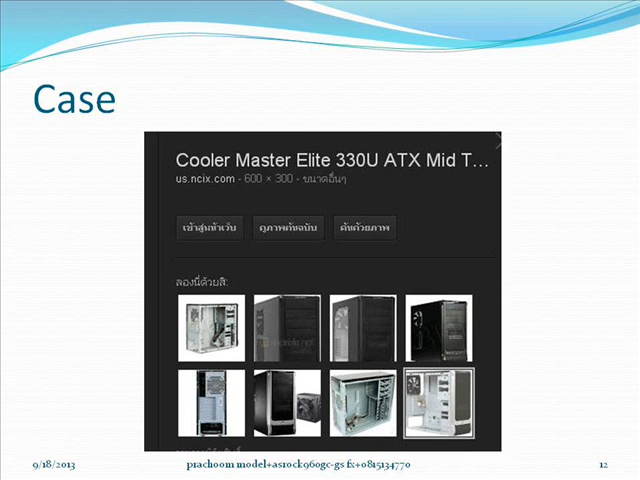 Case
Cooler Master Elite 330U ATX Mid T...
us.ncix.com - 600 × 300 - ขนาดอื่นๆ
เข้าสู่หน้าเว็บ ดูภาพต้นฉบับ ค้นด้วยภาพ
ลองนี่ด้วยสิ:
9/18/2013 prachoom model+asrock960gc-gs fx+0815134770 12